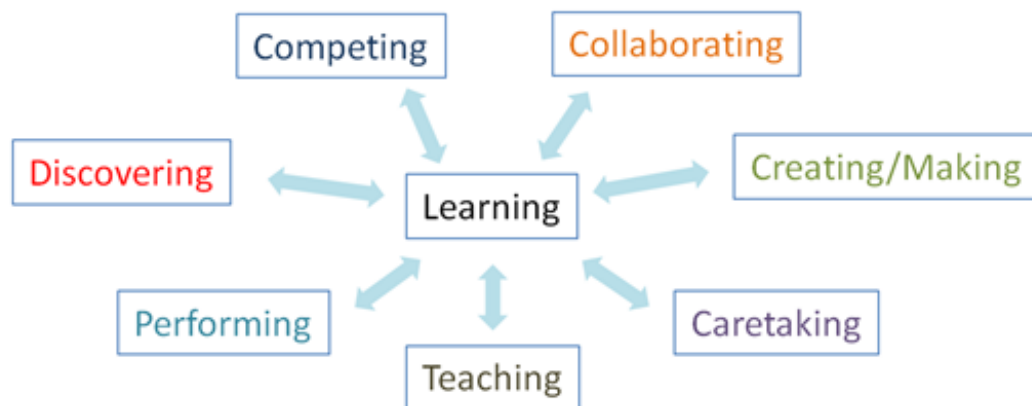 Competing
Collaborating
Discovering
Creating/Making
Learning
Performing
Caretaking
Teaching